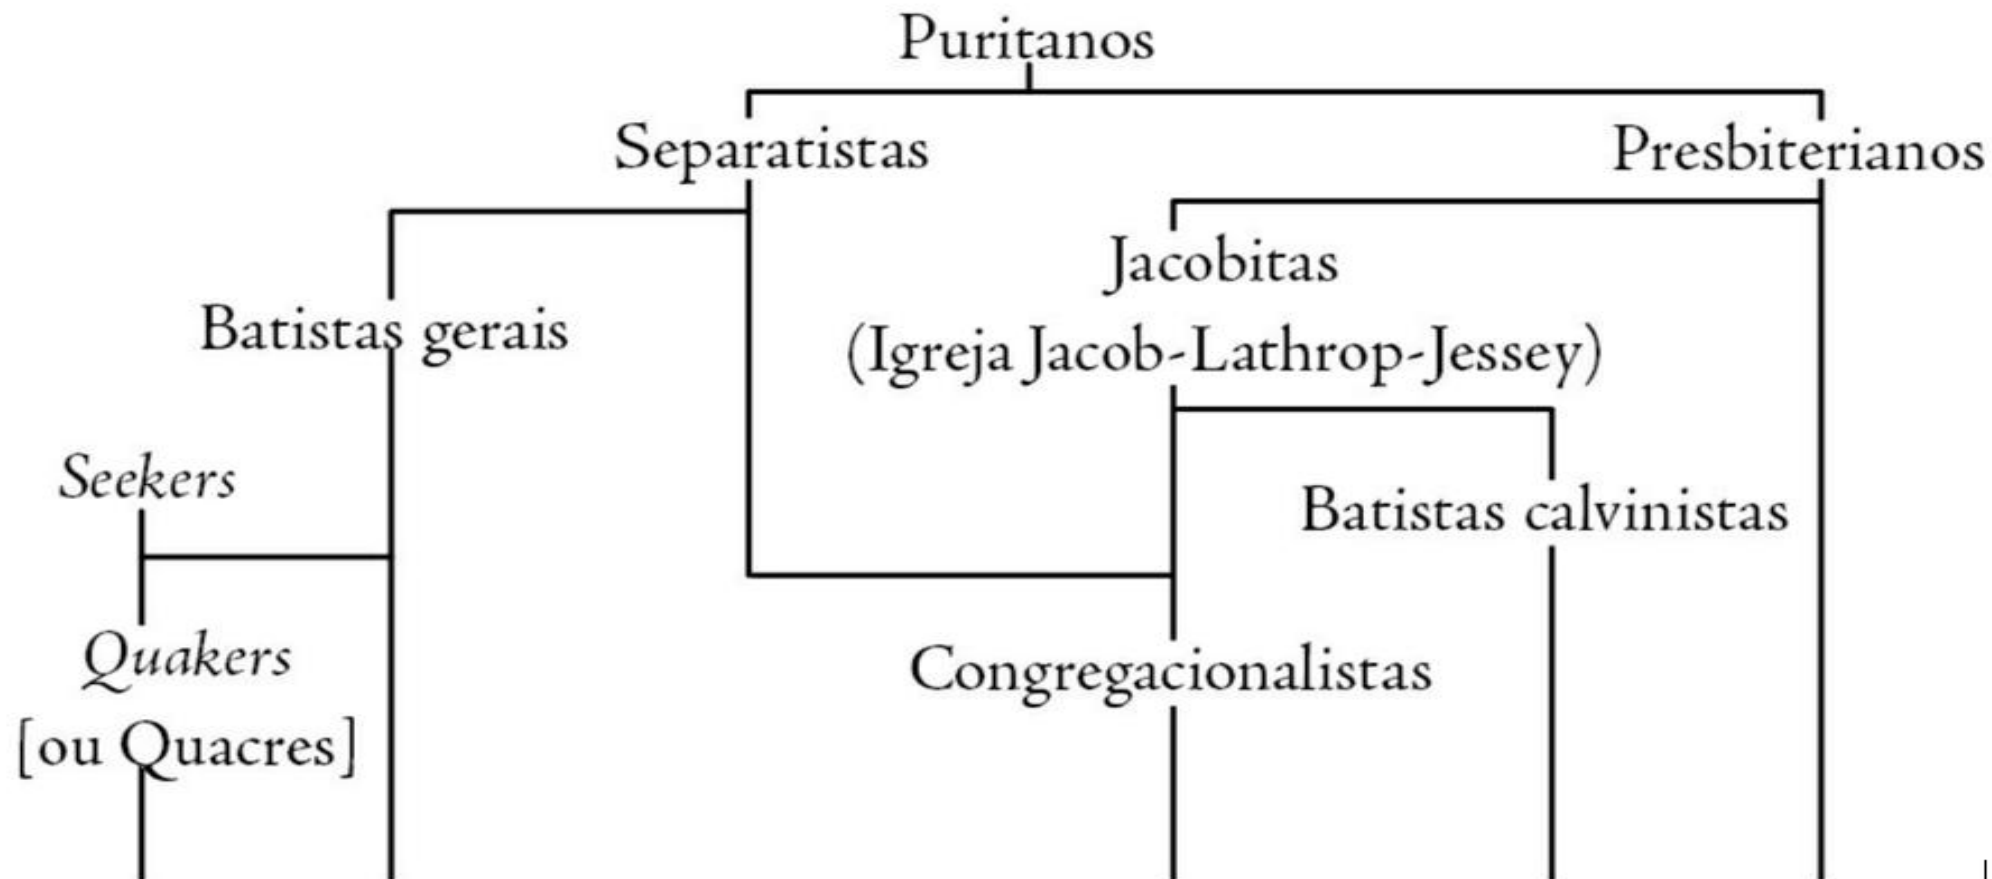 Puritanos
Separatistas
Presbiterianos
Jacobitas
(Igreja Jacob-Lathrop-Jessey)
Batistas gerais
Seekers
Batistas calvinistas
Quakers
[ou Quacres]
Congregacionalistas